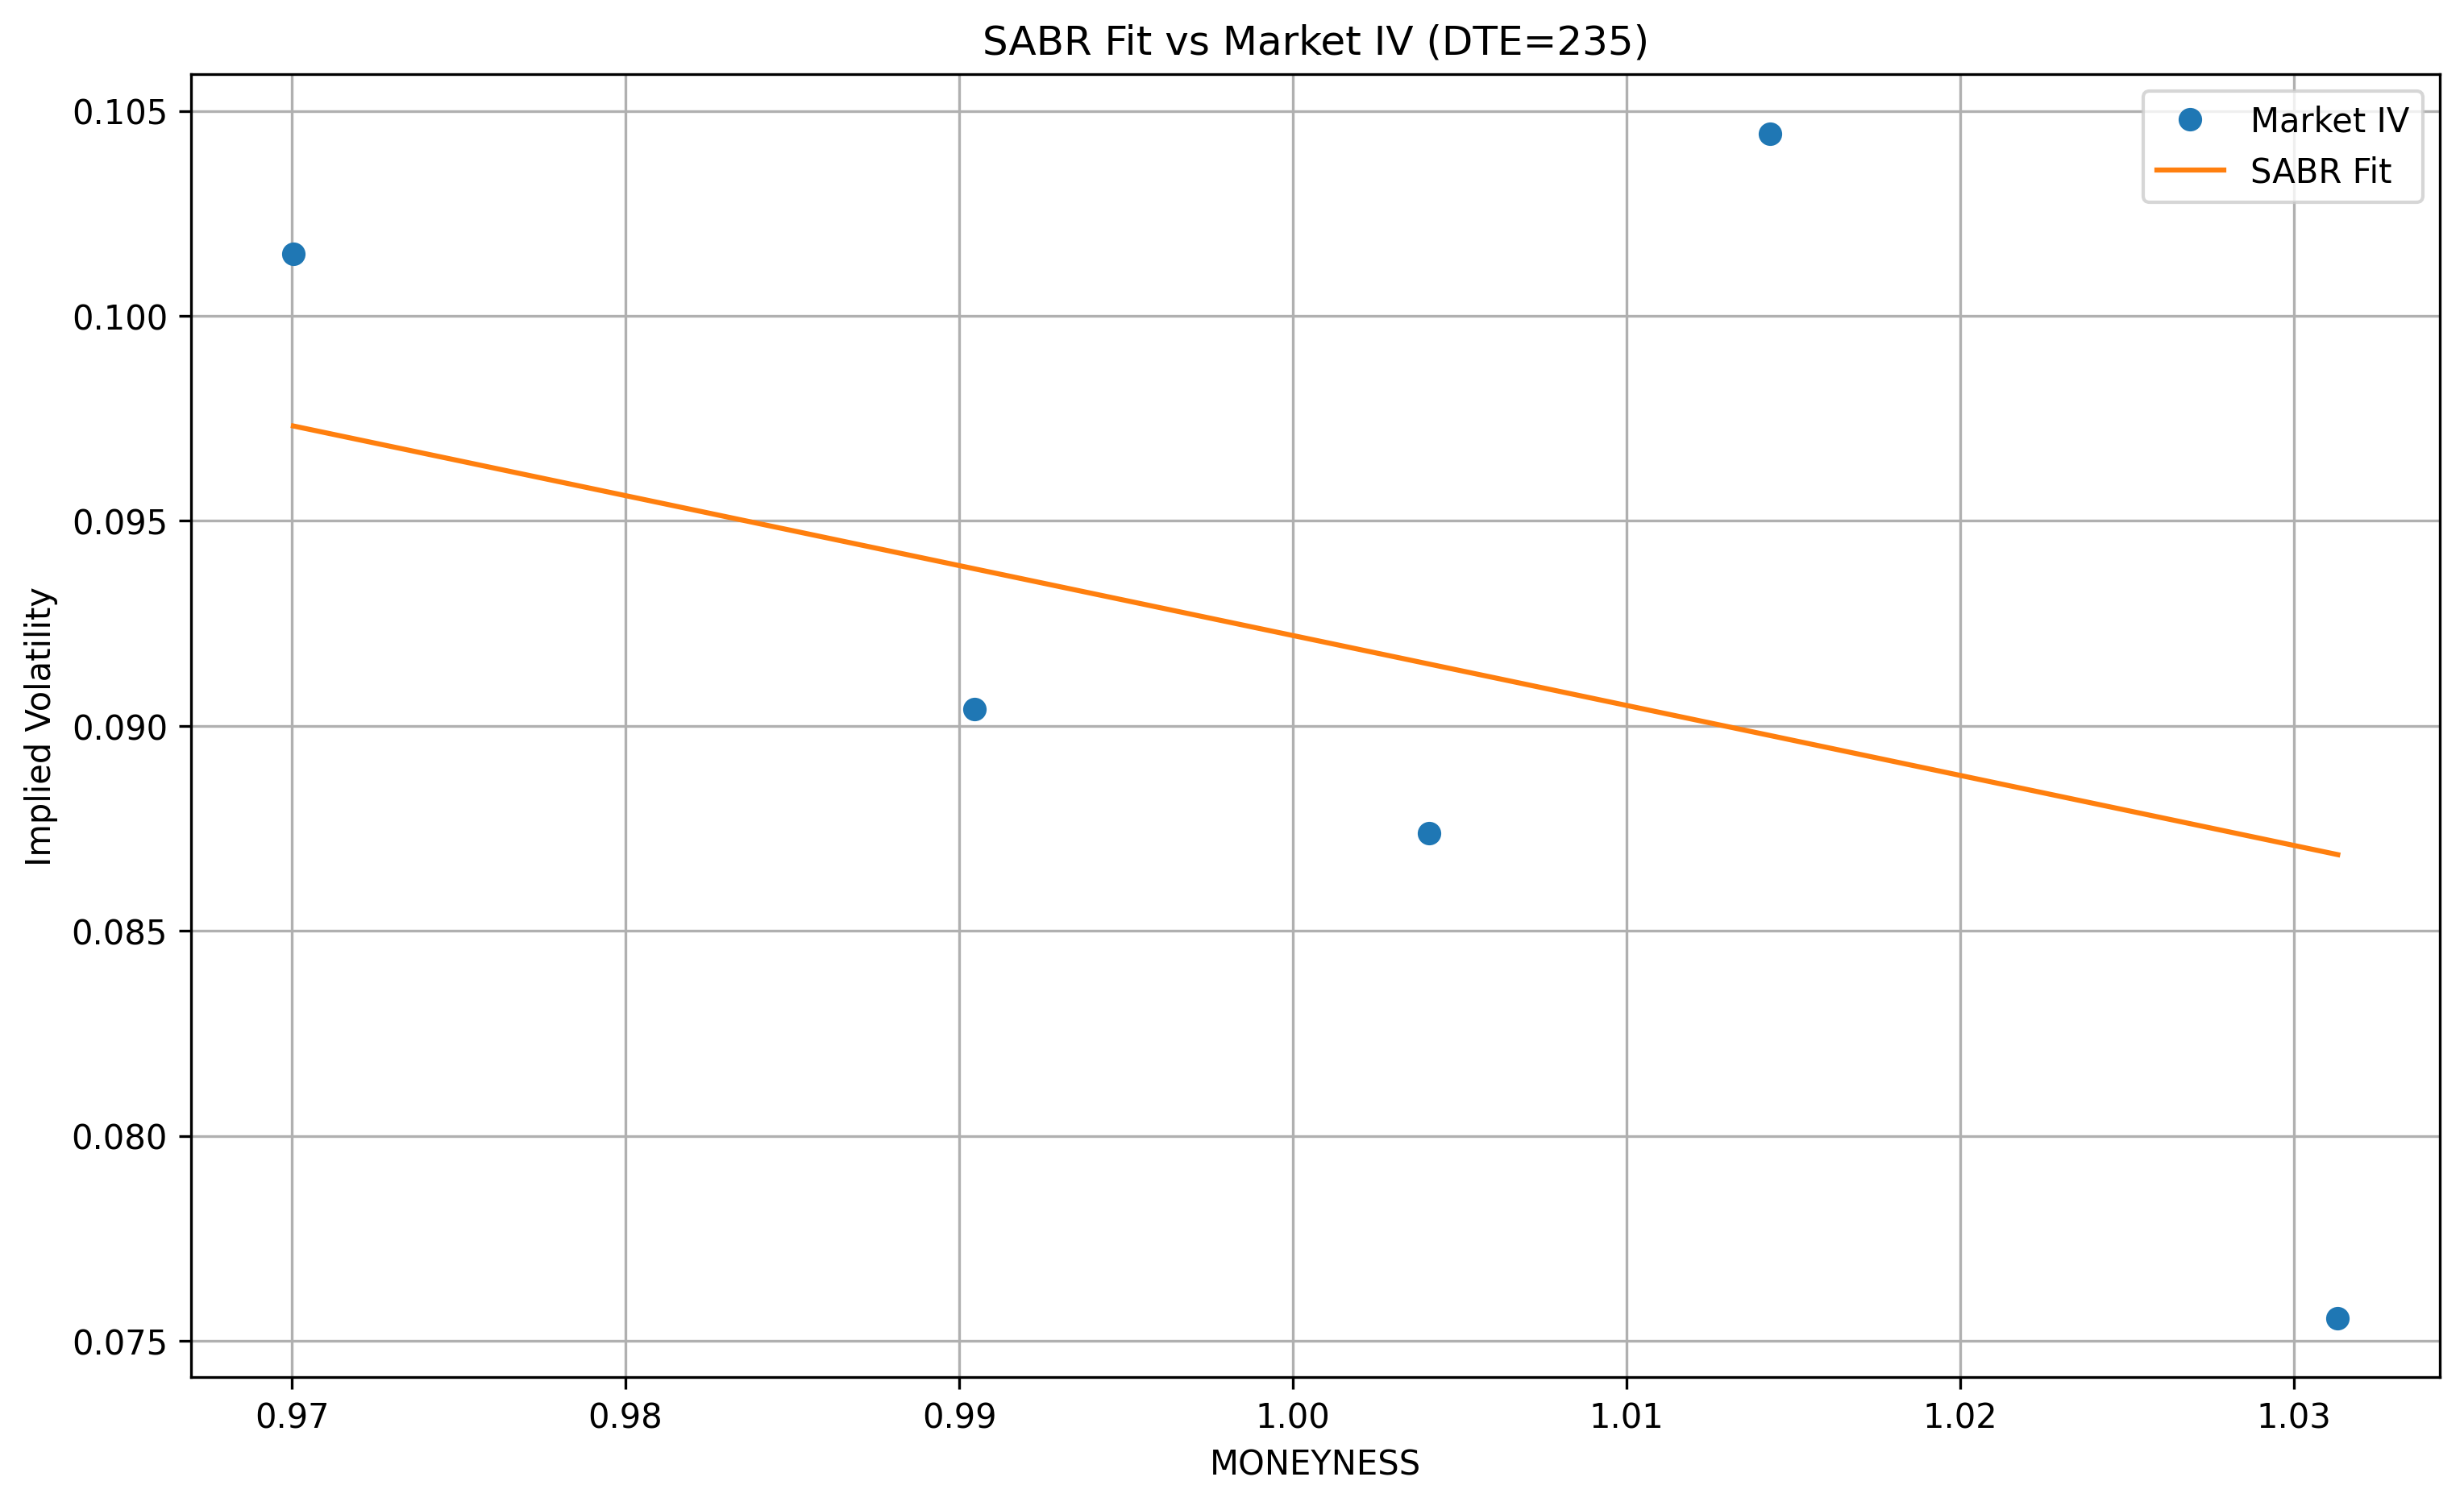 SABR Fit vs Market IV (DTE=235)
Market IV
SABR Fit
Implied Volatility
0.105
0.100
0.095
0.090
0.085
0.080
0.075
0.97 0.98 0.99 1.00 1.01 1.02 1.03
MONEYNESS